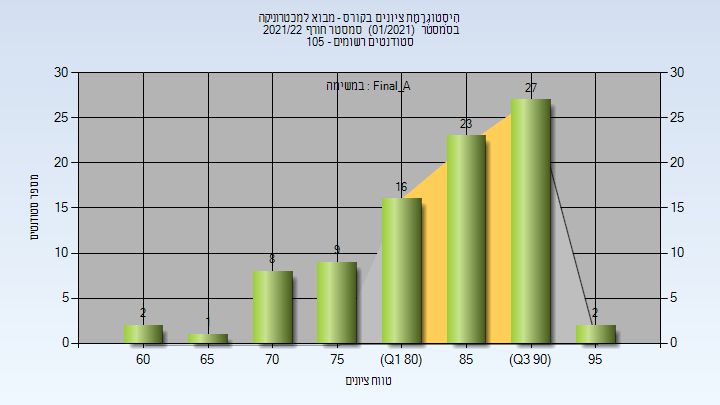 הִיסְטוֹגְרָמַת ציונים בקורס - מבוא למכטרוניקה
בסמסטר (01/2021) סמסטר חורף 2021/22
סטודנטים רשומים - 105
במשימה : Final_A
30 30
25 25
20 20
15 15
10 10
5 5
0 0
2 1 8 9 16 23 27 2
60 65 70 75 (Q1 80) 85 (Q3 90) 95
מספר סטודנטים
טווח ציונים